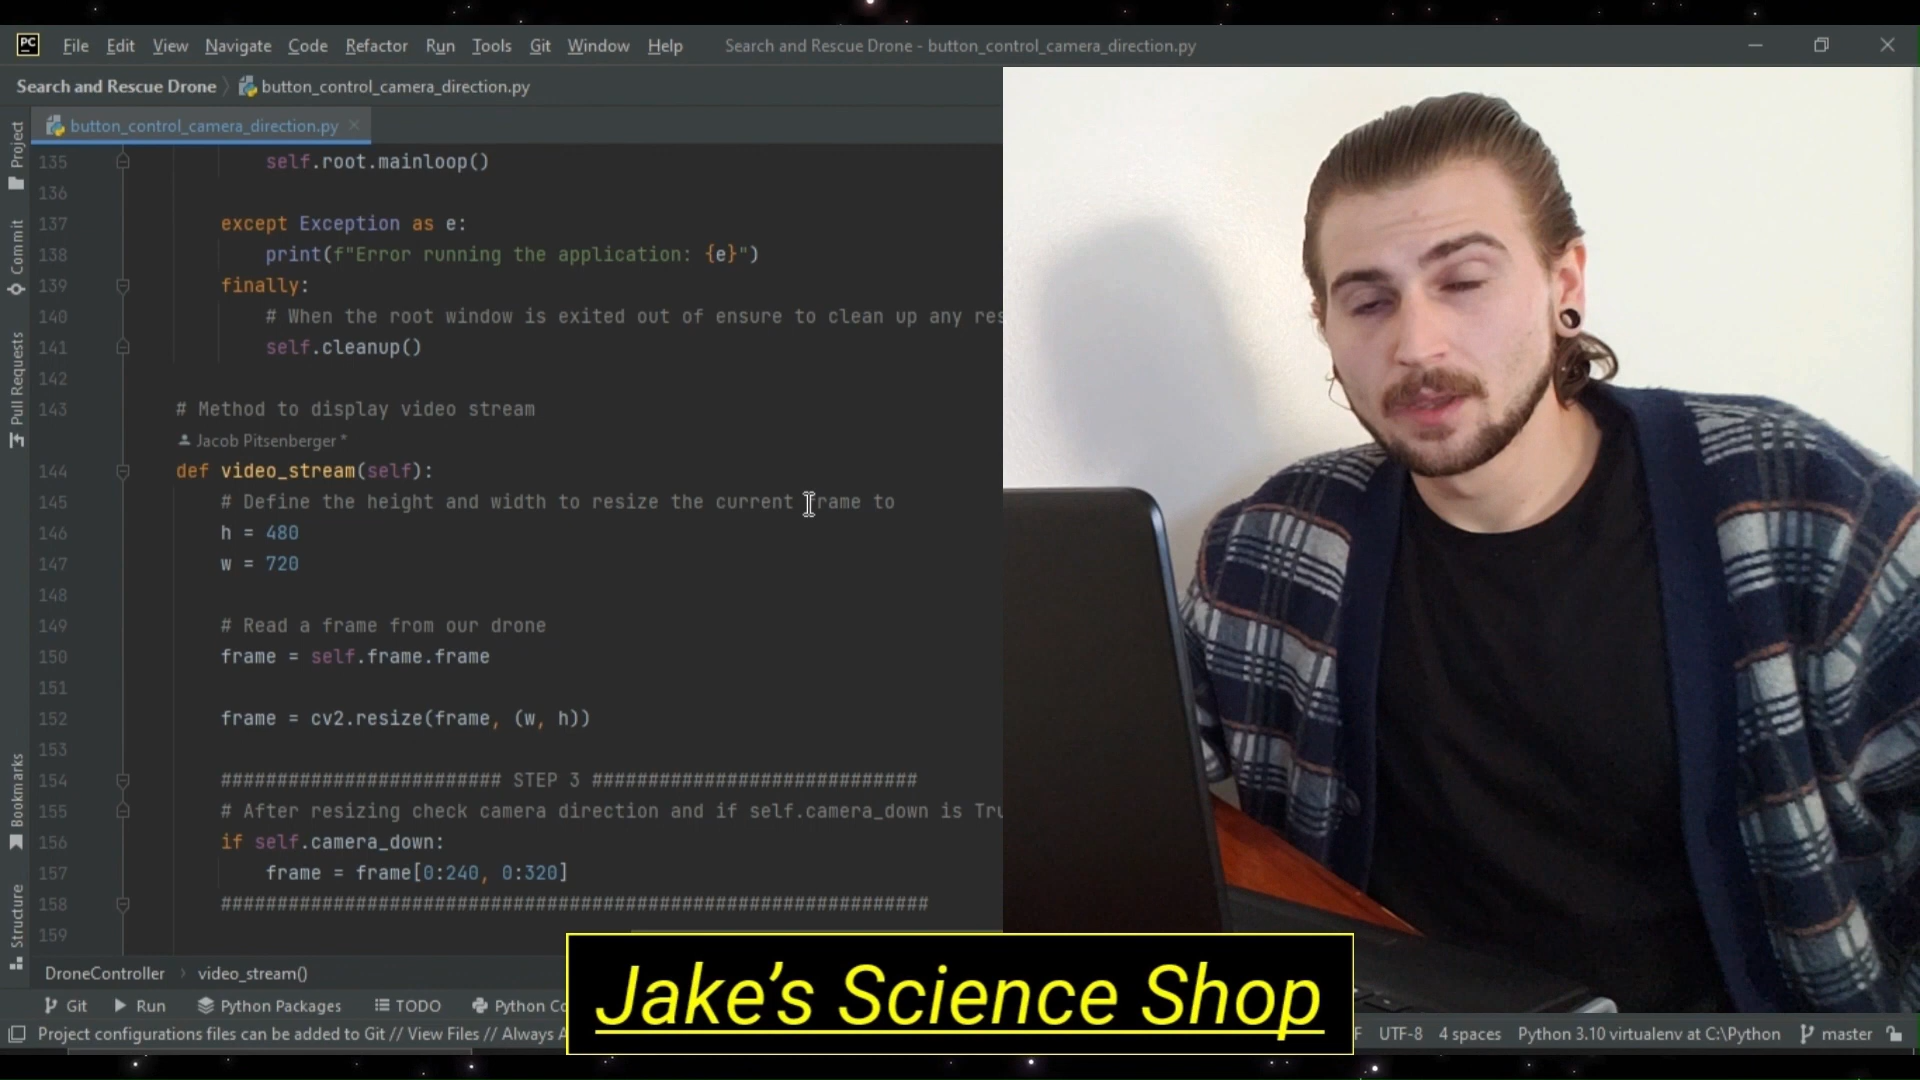 PC File Edit View Navigate Code Refactor Run Tools Git Window Help Search and Rescue Drone - button_control_camera_direction.py
Search and Rescue Drone button_control_camera_direction.py
button_control_camera_direction.py
Project
Commit
Pull Requests
Bookmarks
Structure
135 self.root.mainloop()
136
137 except Exception as e:
138 print(f"Error running the application: {e}")
139 finally:
140 # When the root window is exited out of ensure to clean up any res
141 self.cleanup()
142
143 # Method to display video stream
Jacob Pitsenberger *
144 def video_stream(self):
145 # Define the height and width to resize the current frame to
146 h = 480
147 w = 720
148
149 # Read a frame from our drone
150 frame = self.frame.frame
151
152 frame = cv2.resize(frame, (w, h))
153
154 ######################### STEP 3 #############################
155 # After resizing check camera direction and if self.camera_down is Tru
156 if self.camera_down:
157 frame = frame[0:240, 0:320]
158 ###############################################################
159
DroneController video_stream()
Git Run Python Packages TODO Python Co
Jake’s Science Shop
Project configurations files can be added to Git // View Files // Always A
UTF-8 4 spaces Python 3.10 virtualenv at C:\Python master